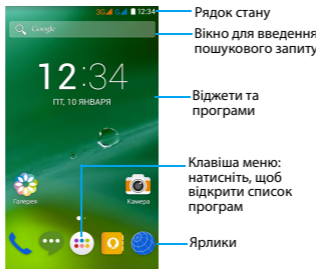 3G G 12:34
Google
12:34
ПТ, 10 ЯНВАРЯ
Галерея
Камера
Рядок стану
Вікно для введення
пошукового запиту
Віджети та
програми
Клавіша меню:
натисніть, щоб
відкрити список
програм
Ярлики